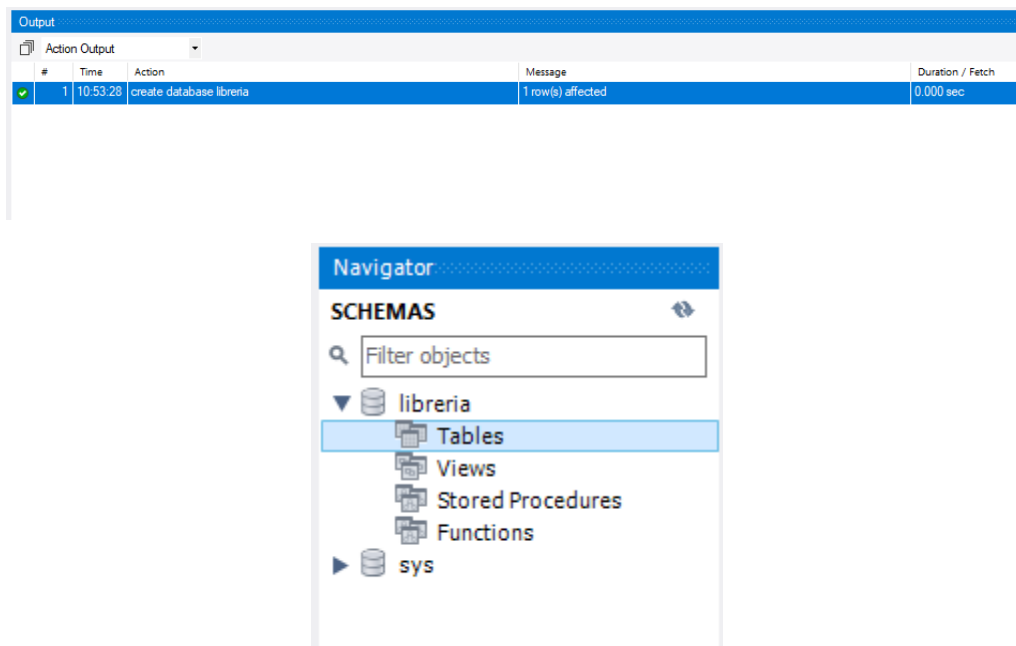 Output
Action Output
# Time Action Message Duration / Fetch
1 10:53:28 create database libreria 1 row(s) affected 0.000 sec
Navigator
SCHEMAS
Filter objects
libreria
Tables
Views
Stored Procedures
Functions
sys